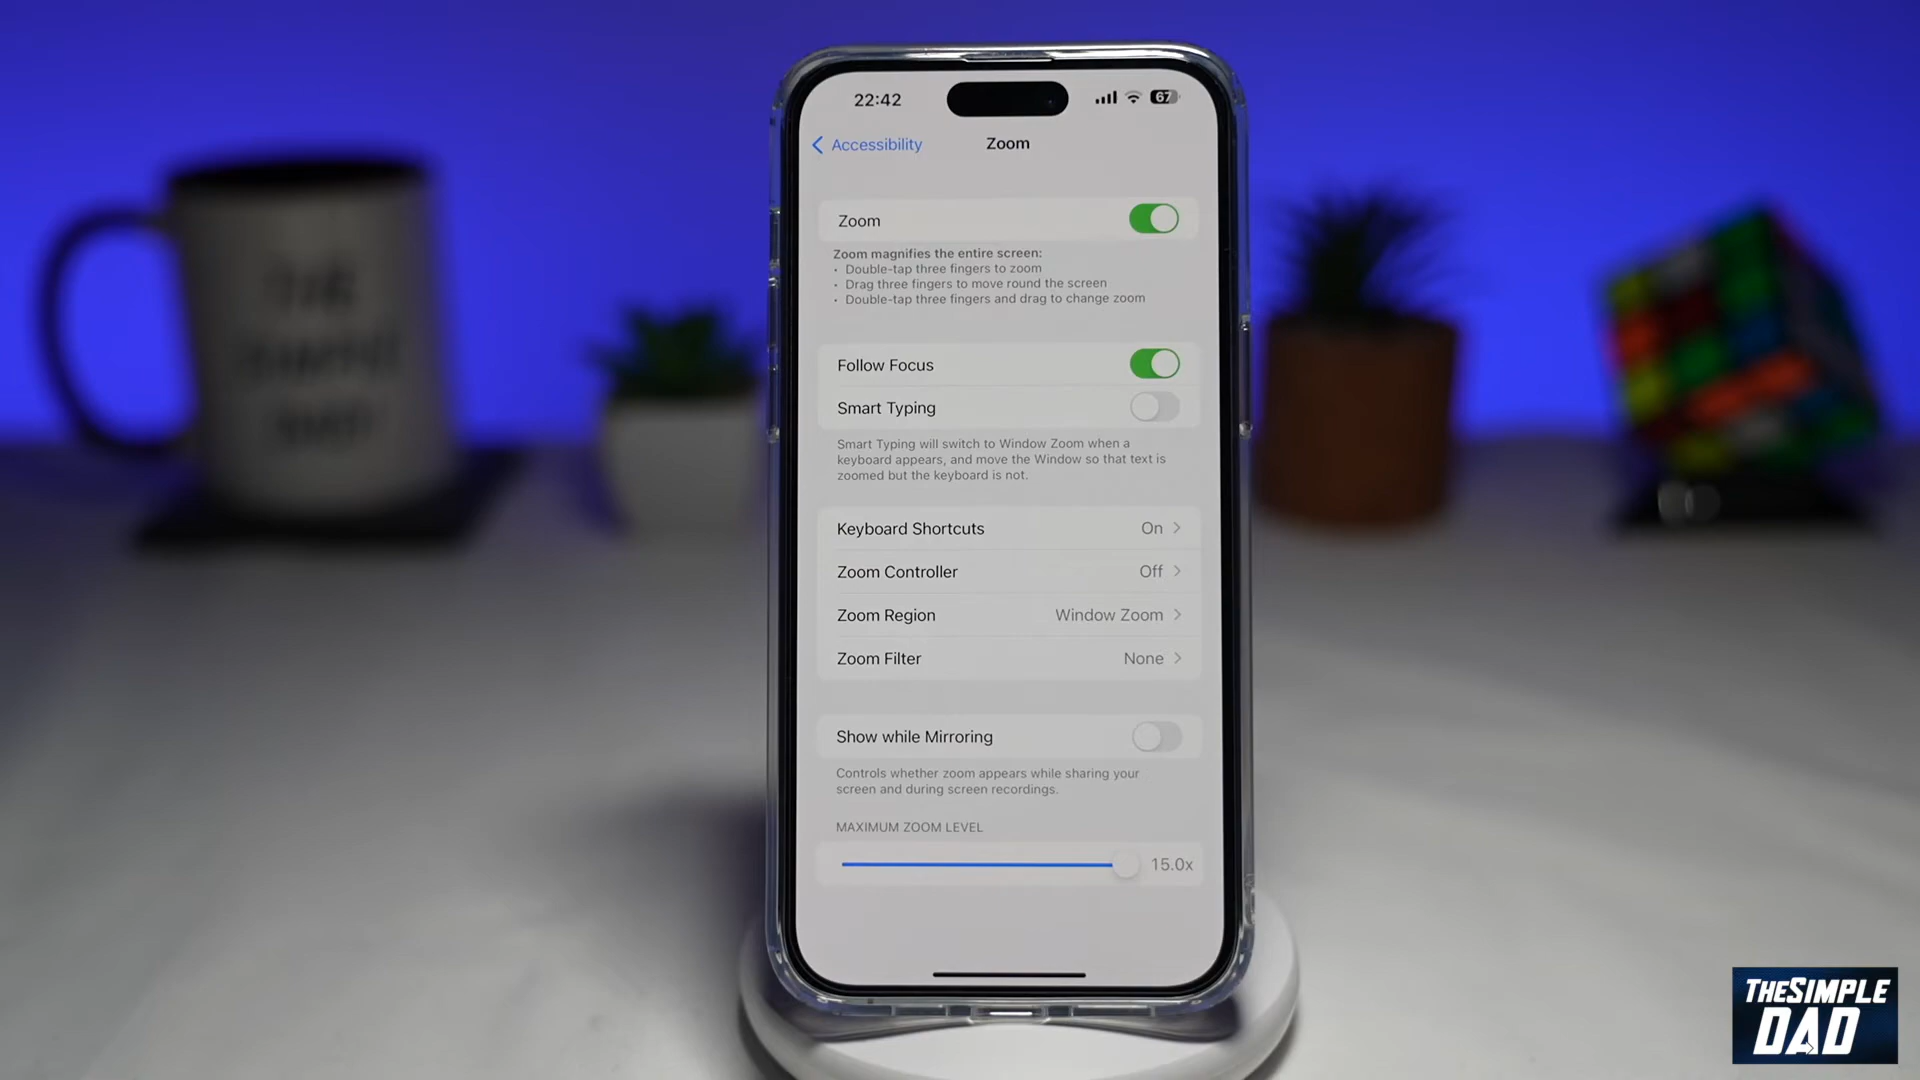 22:42
67
Accessibility
Zoom
Zoom
Zoom magnifies the entire screen:
• Double-tap three fingers to zoom
• Drag three fingers to move round the screen
• Double-tap three fingers and drag to change zoom
Follow Focus
Smart Typing
Smart Typing will switch to Window Zoom when a
keyboard appears, and move the Window so that text is
zoomed but the keyboard is not.
Keyboard Shortcuts On
Zoom Controller Off
Zoom Region Window Zoom
Zoom Filter None
Show while Mirroring
Controls whether zoom appears while sharing your
screen and during screen recordings.
MAXIMUM ZOOM LEVEL
15.0x
THE SIMPLE
DAD